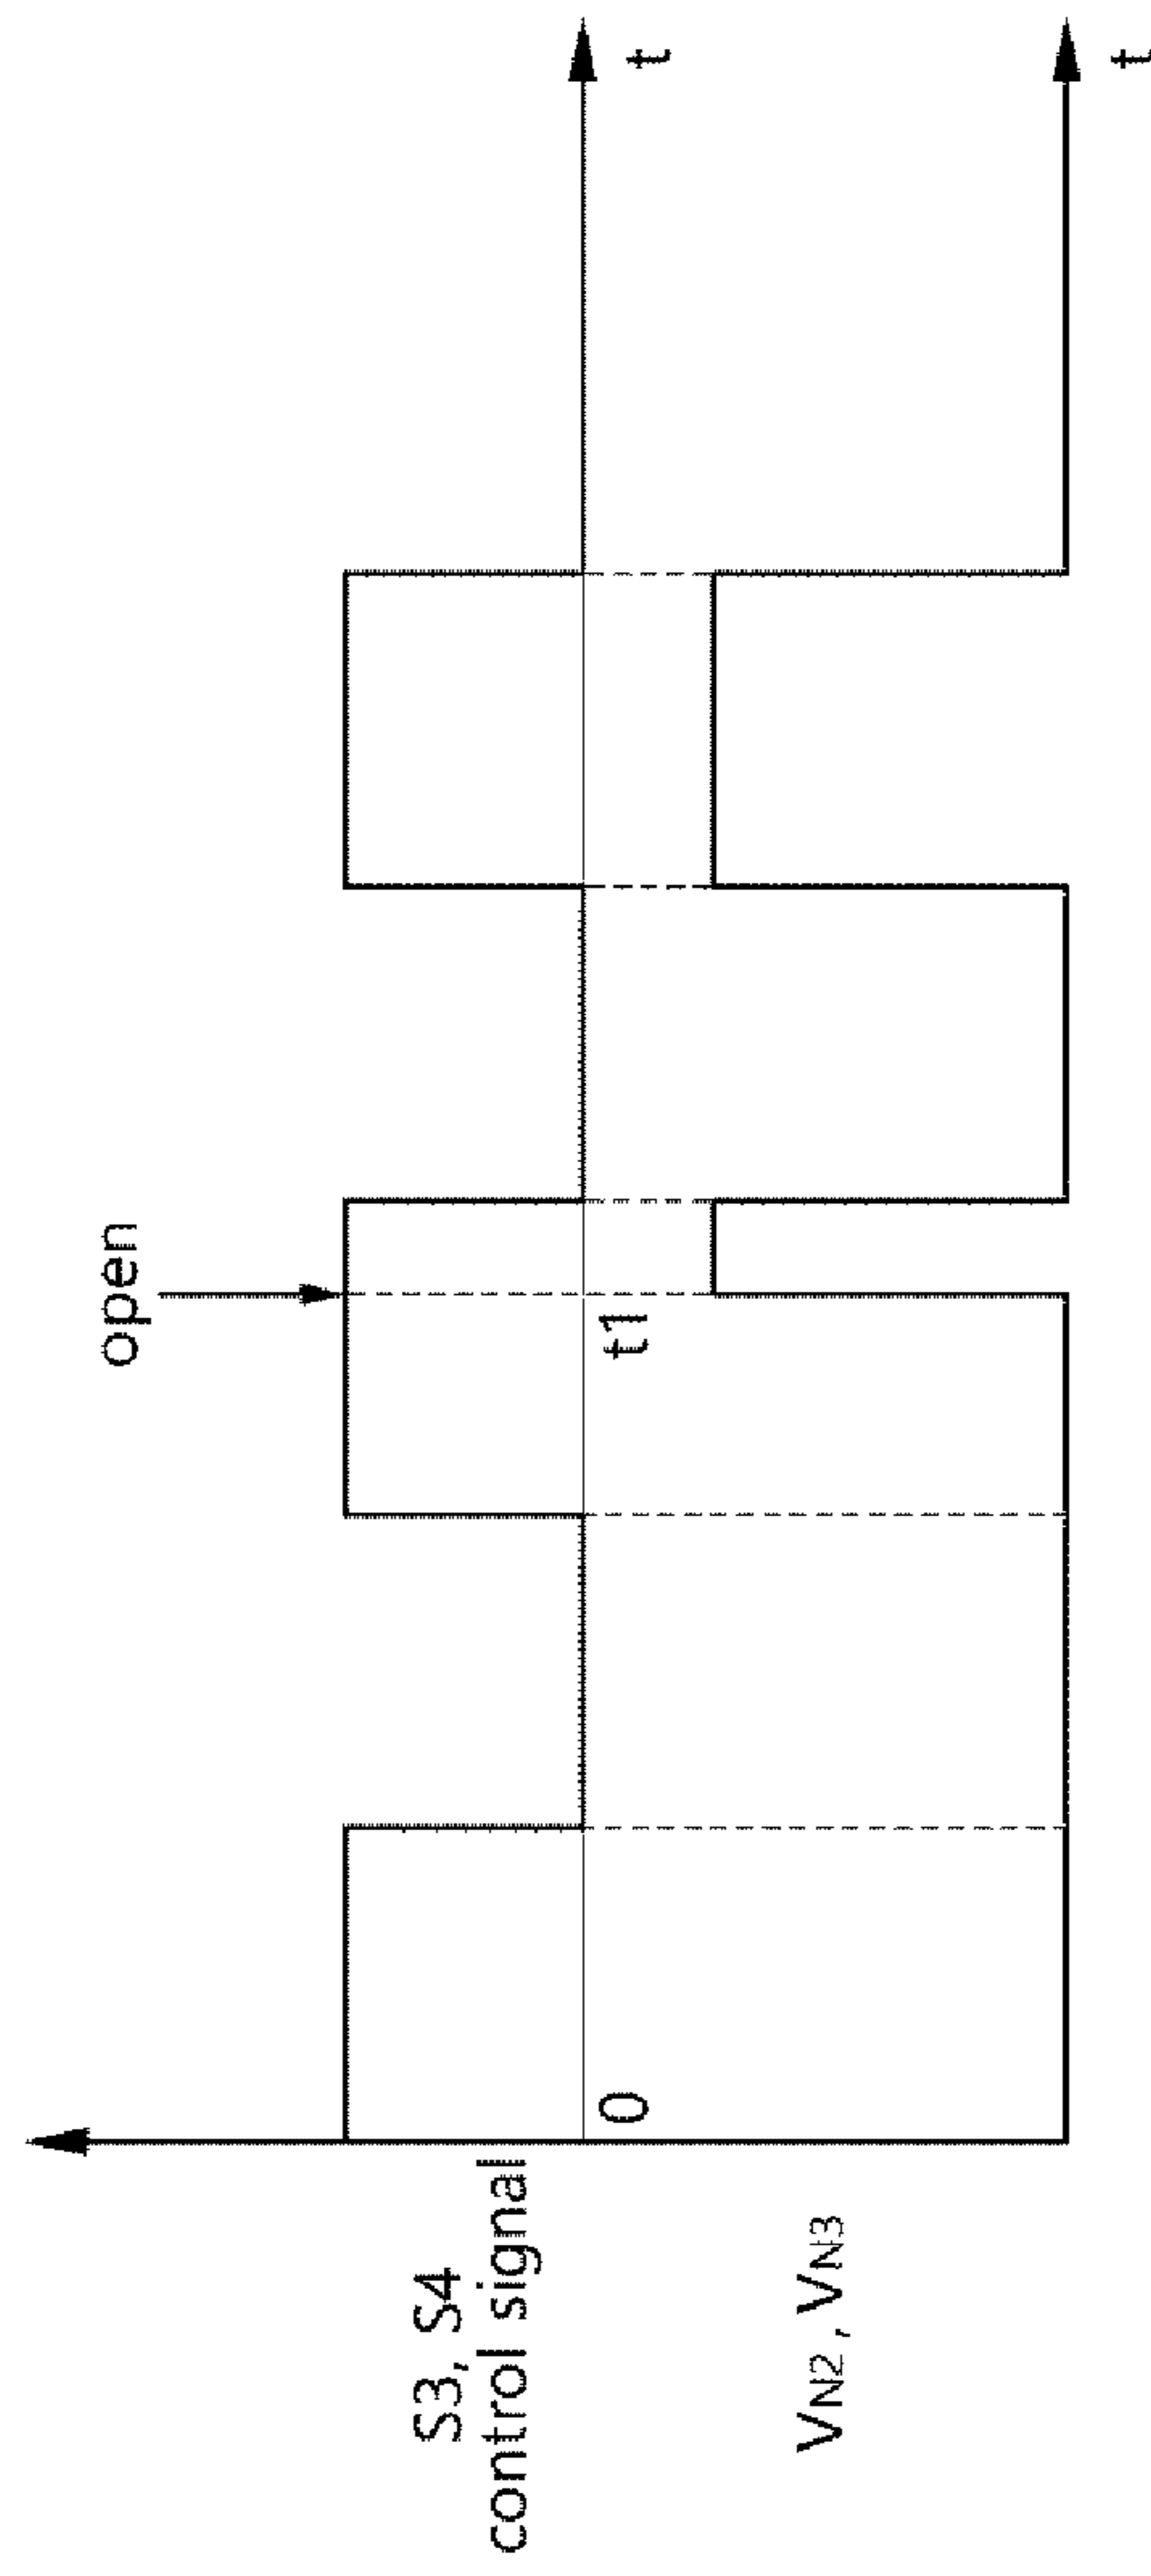 open
S3, S4
control signal
t
0
t1
VN2, VN3
t